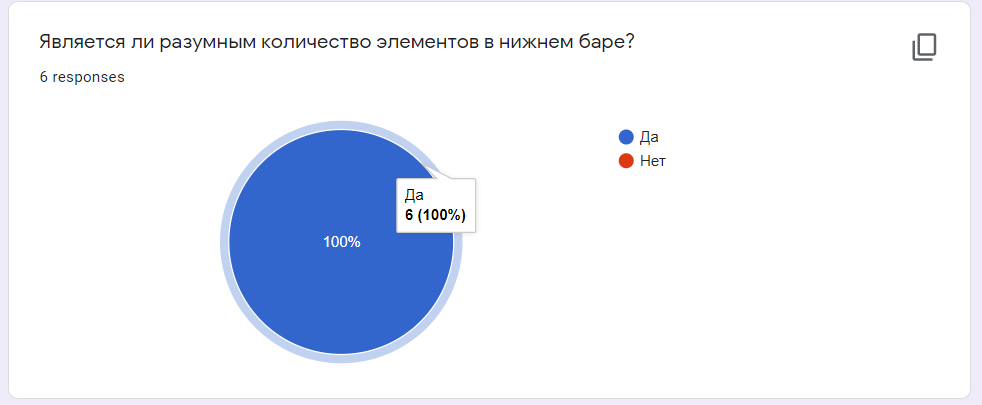 Является ли разумным количество элементов в нижнем баре?
6 responses
Да
Нет
Да
6 (100%)
100%